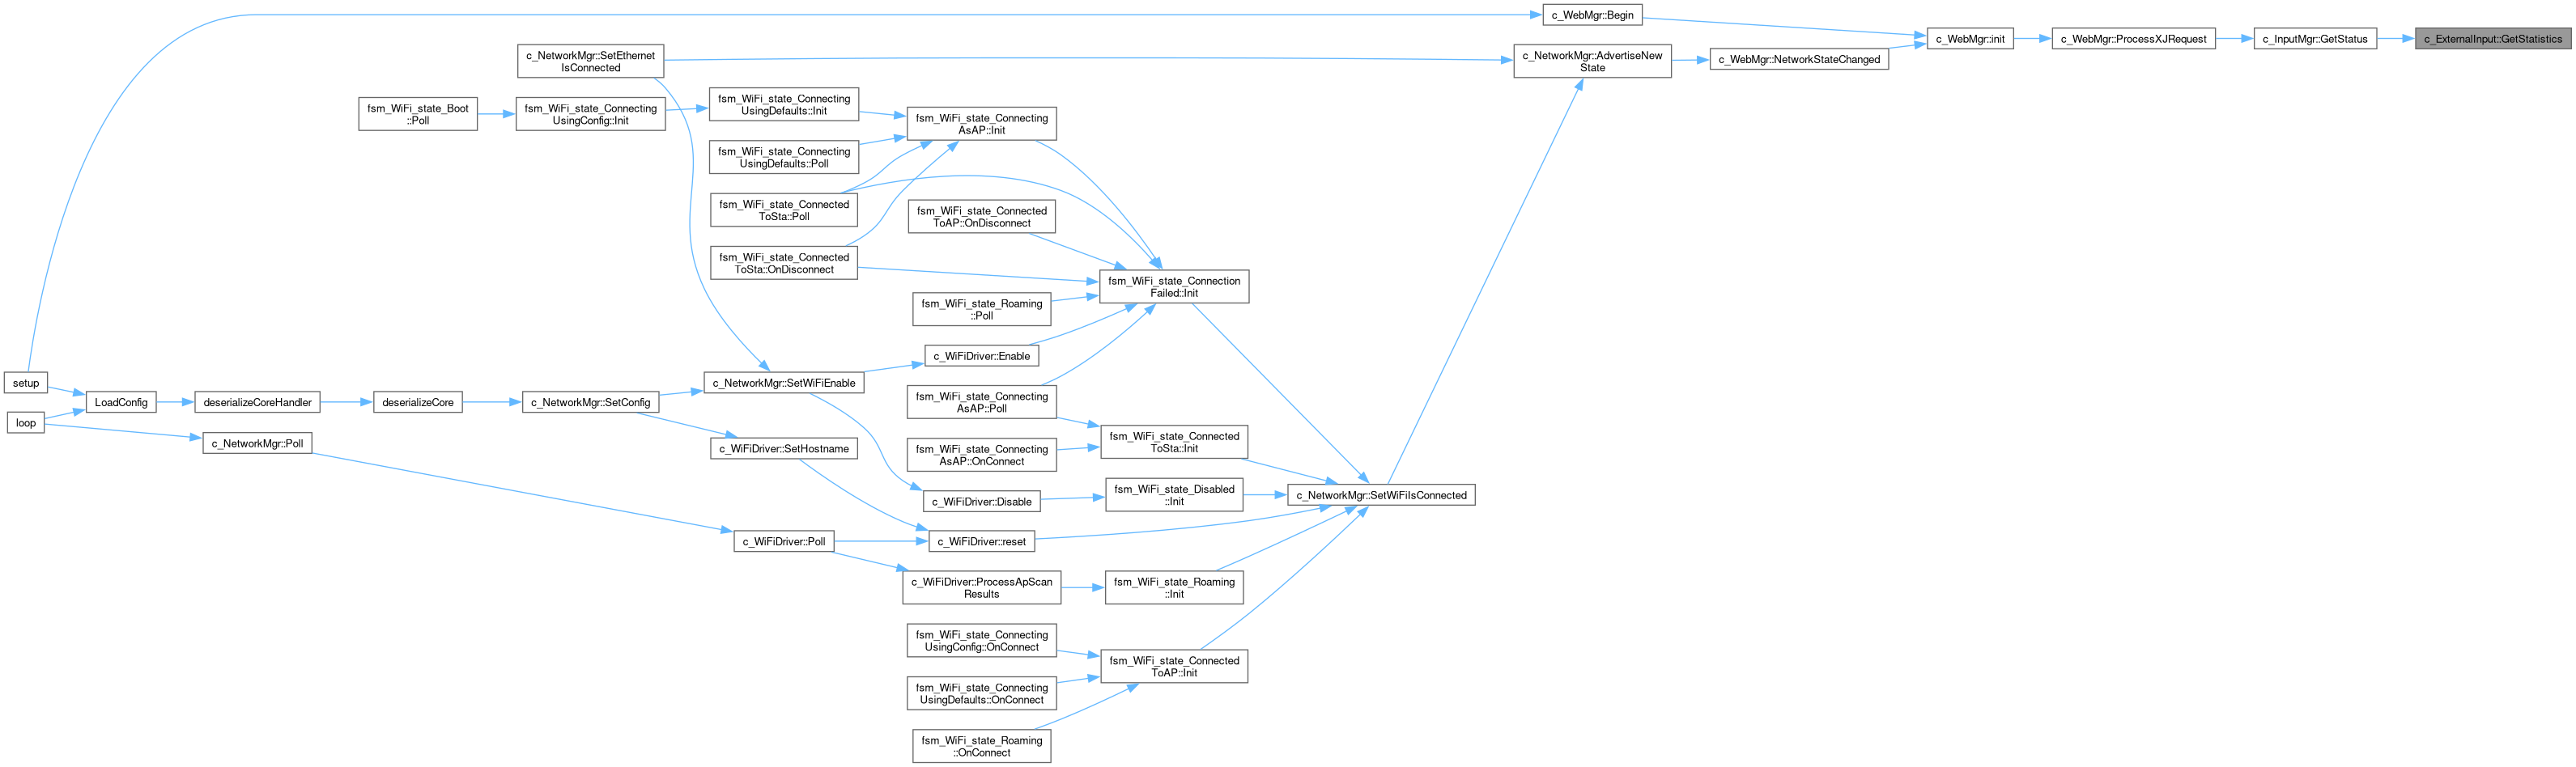 c_WebMgr::Begin
c_WebMgr::init
c_WebMgr::ProcessXJRequest
c_InputMgr::GetStatus
c_ExternalInput::GetStatistics
c_NetworkMgr::SetEthernet
IsConnected
c_NetworkMgr::AdvertiseNew
State
c_WebMgr::NetworkStateChanged
fsm_WiFi_state_Boot
::Poll
fsm_WiFi_state_Connecting
UsingConfig::Init
fsm_WiFi_state_Connecting
UsingDefaults::Init
fsm_WiFi_state_Connecting
AsAP::Init
fsm_WiFi_state_Connecting
UsingDefaults::Poll
fsm_WiFi_state_Connected
ToSta::Poll
fsm_WiFi_state_Connected
ToAP::OnDisconnect
fsm_WiFi_state_Connected
ToSta::OnDisconnect
fsm_WiFi_state_Connection
Failed::Init
fsm_WiFi_state_Roaming
::Poll
c_WiFiDriver::Enable
setup
c_NetworkMgr::SetWiFiEnable
LoadConfig
deserializeCoreHandler
deserializeCore
c_NetworkMgr::SetConfig
fsm_WiFi_state_Connecting
AsAP::Poll
loop
c_NetworkMgr::Poll
c_WiFiDriver::SetHostname
fsm_WiFi_state_Connecting
AsAP::OnConnect
fsm_WiFi_state_Connected
ToSta::Init
c_WiFiDriver::Disable
fsm_WiFi_state_Disabled
::Init
c_NetworkMgr::SetWiFiIsConnected
c_WiFiDriver::Poll
c_WiFiDriver::reset
c_WiFiDriver::ProcessApScan
Results
fsm_WiFi_state_Roaming
::Init
fsm_WiFi_state_Connecting
UsingConfig::OnConnect
fsm_WiFi_state_Connected
ToAP::Init
fsm_WiFi_state_Connecting
UsingDefaults::OnConnect
fsm_WiFi_state_Roaming
::OnConnect